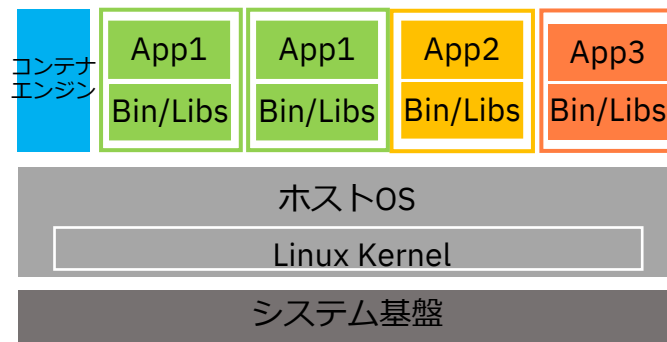 コンテナ
エンジン
App1
Bin/Libs
App1
Bin/Libs
App2
Bin/Libs
App3
Bin/Libs
ホストOS
Linux Kernel
システム基盤